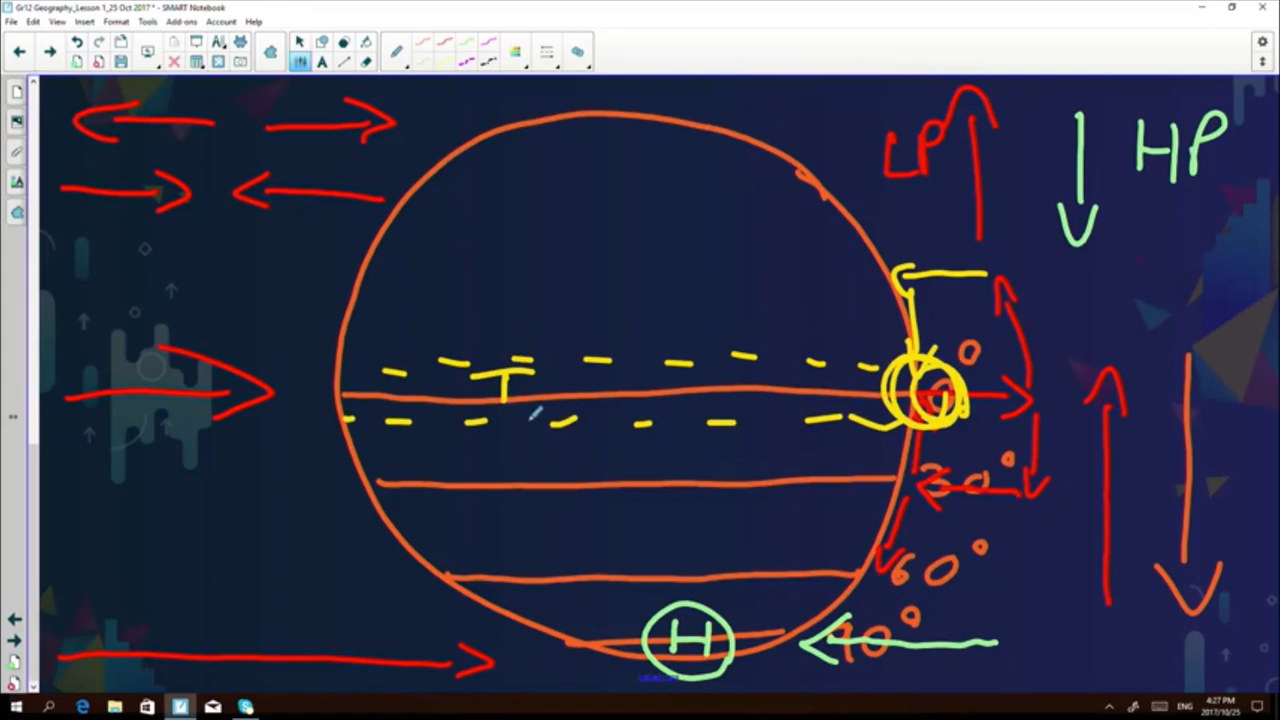 Gr12 Geography_Lesson 1_25 Oct 2017 * - SMART Notebook
File Edit View Insert Format Tools Add-ons Account Help
LP
HP
0°
T
30°
60°
90°
H
ENG
4:27 PM
2017/10/25